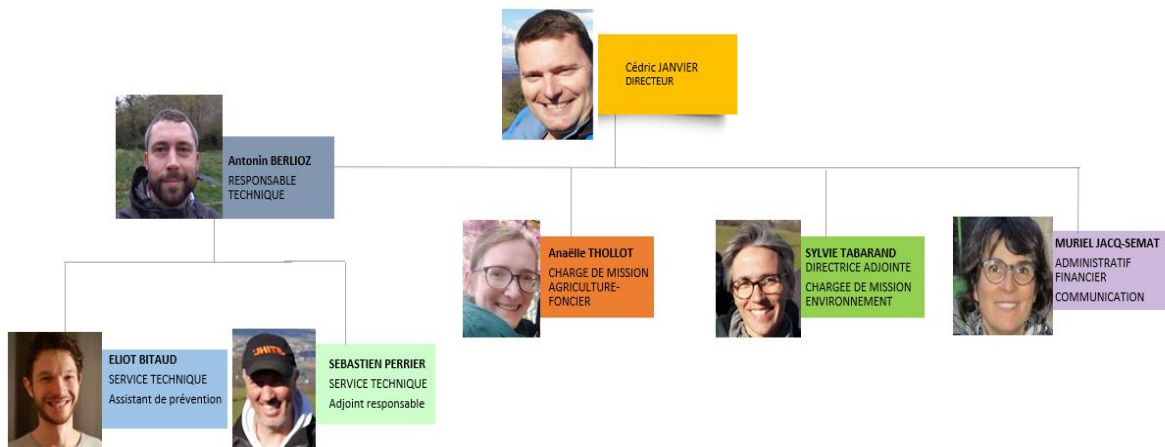 Cédric JANVIER
DIRECTEUR
Antonin BERLIOZ
RESPONSABLE
TECHNIQUE
Anaëlle THOLLOT
CHARGE DE MISSION
AGRICULTURE-
FONCIER
SYLVIE TABARAND
DIRECTRICE ADJOINTE
CHARGEE DE MISSION
ENVIRONNEMENT
MURIEL JACQ-SEMAT
ADMINISTRATIF
FINANCIER
COMMUNICATION
ELIOT BITAUD
SERVICE TECHNIQUE
Assistant de prévention
SEBASTIEN PERRIER
SERVICE TECHNIQUE
Adjoint responsable